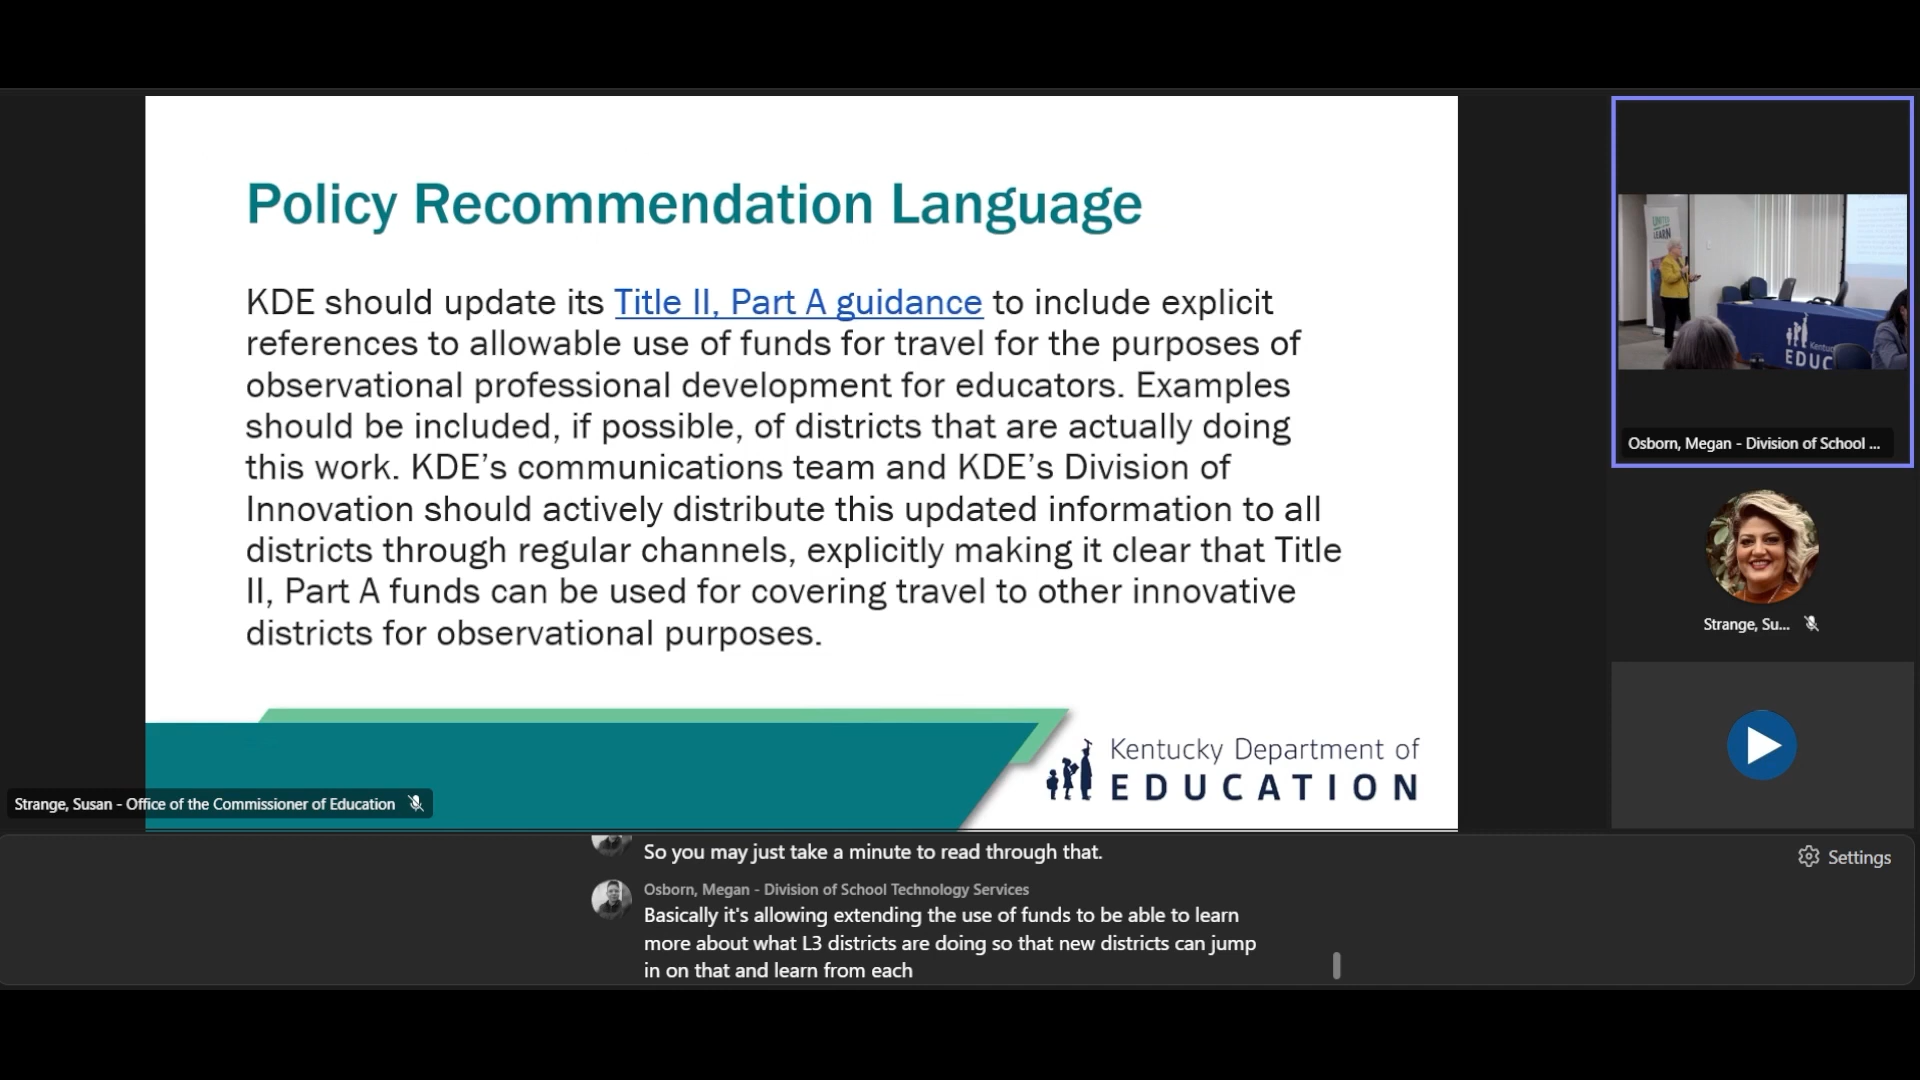 Policy Recommendation Language
KDE should update its Title II, Part A guidance to include explicit
references to allowable use of funds for travel for the purposes of
observational professional development for educators. Examples
should be included, if possible, of districts that are actually doing
this work. KDE’s communications team and KDE’s Division of
Innovation should actively distribute this updated information to all
districts through regular channels, explicitly making it clear that Title
II, Part A funds can be used for covering travel to other innovative
districts for observational purposes.
Kentucky Department of
EDUCATION
Strange, Susan - Office of the Commissioner of Education
UNITED
LEARN
Kentuc
EDUC
Osborn, Megan - Division of School ...
Strange, Su...
So you may just take a minute to read through that.
Settings
Osborn, Megan - Division of School Technology Services
Basically it's allowing extending the use of funds to be able to learn
more about what L3 districts are doing so that new districts can jump
in on that and learn from each